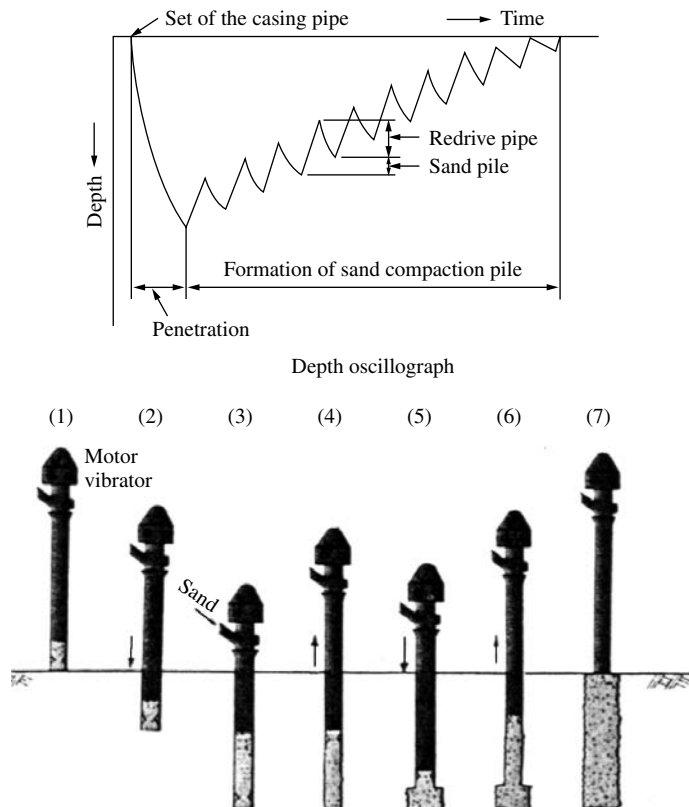 Set of the casing pipe
Time
Depth
Redrive pipe
Sand pile
Formation of sand compaction pile
Penetration
Depth oscillograph
(1) (2) (3) (4) (5) (6) (7)
Motor
vibrator
Sand